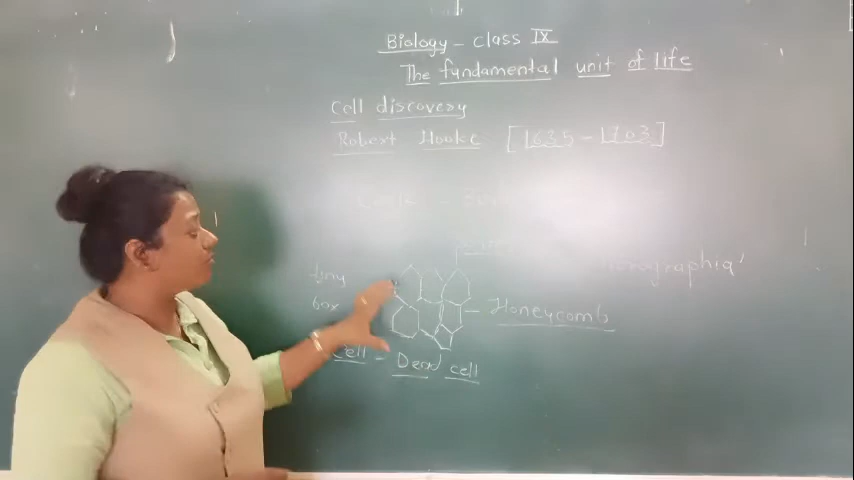 Biology - class IX
The fundamental unit of life
Cell discovery
Robert Hooke [1635-1703]
tiny
box
Honeycomb
Cell - Dead cell